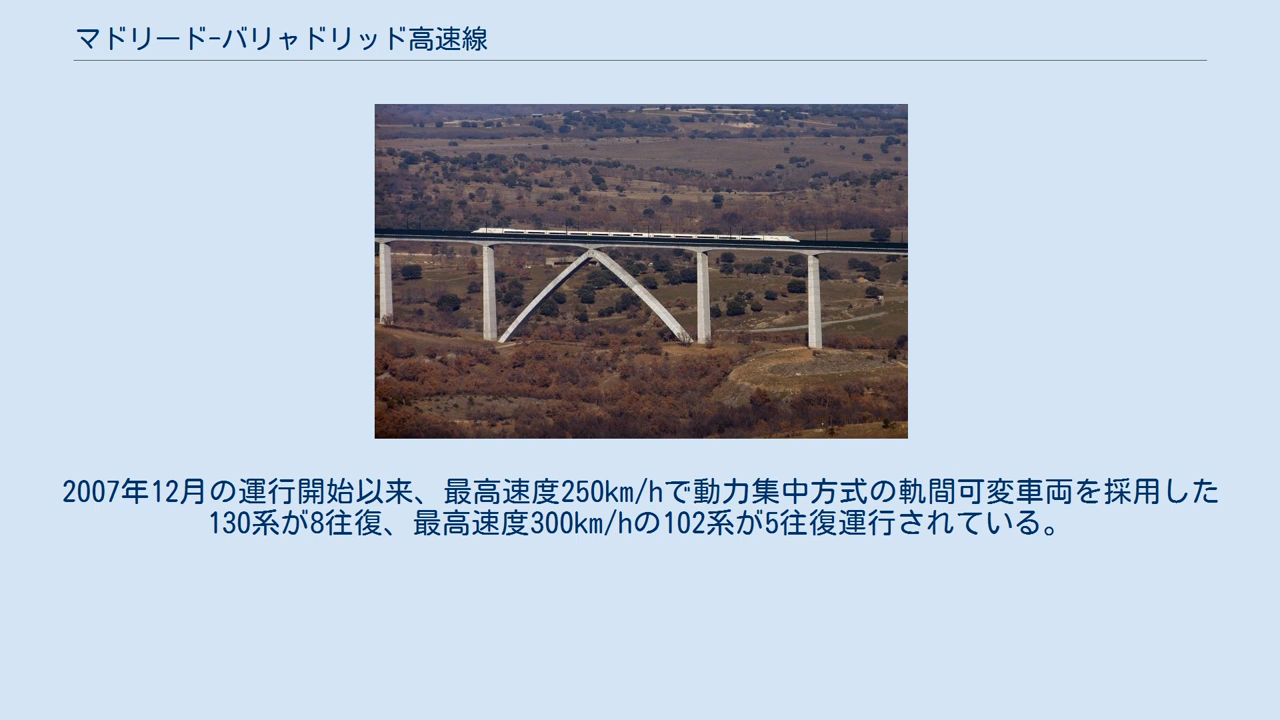 マドリード-バリャドリッド高速線
2007年12月の運行開始以来、最高速度250km/hで動力集中方式の軌間可変車両を採用した
130系が8往復、最高速度300km/hの102系が5往復運行されている。